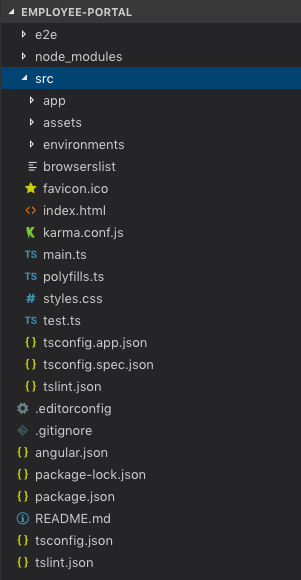 EMPLOYEE-PORTAL
e2e
node_modules
src
app
assets
environments
browserslist
favicon.ico
index.html
karma.conf.js
TS main.ts
TS polyfills.ts
# styles.css
TS test.ts
{ } tsconfig.app.json
{ } tsconfig.spec.json
{ } tslint.json
.editorconfig
.gitignore
{ } angular.json
{ } package-lock.json
{ } package.json
README.md
{ } tsconfig.json
{ } tslint.json